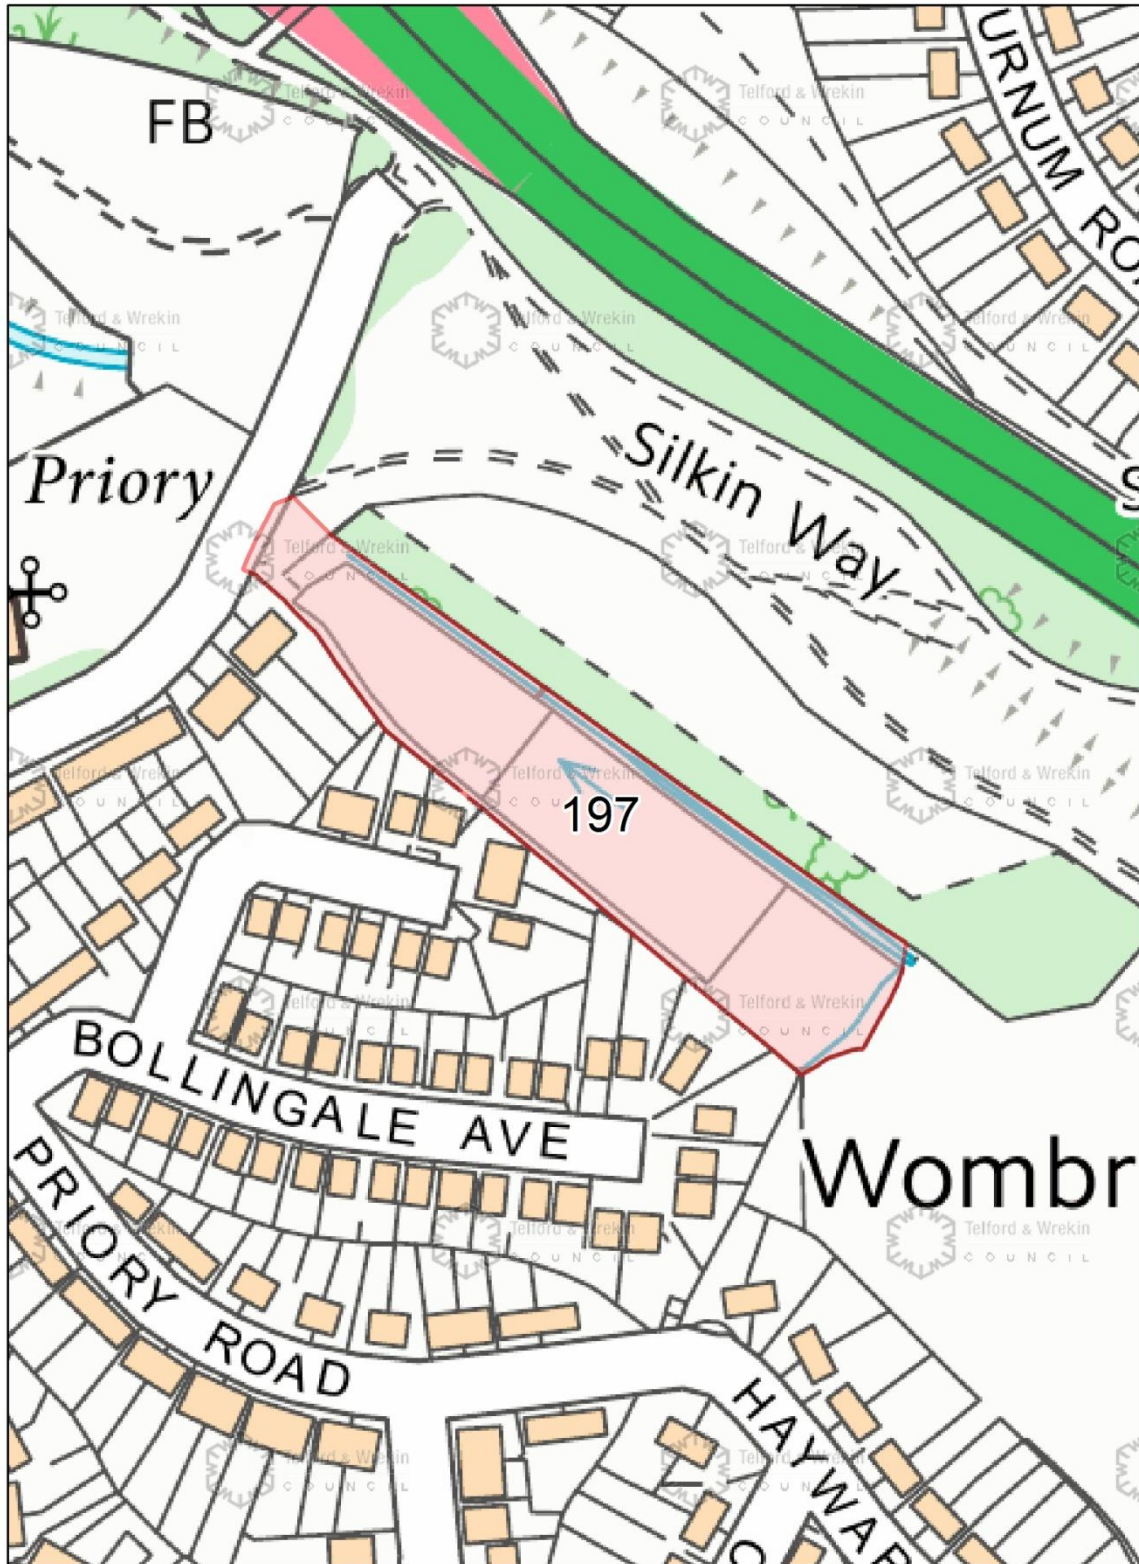 FB
URNUM RO
Silkin Way
Priory
197
BOLLINGALE AVE
Wombr
PRIORY ROAD
HAYWAR
Telford & Wrekin
COUNCIL